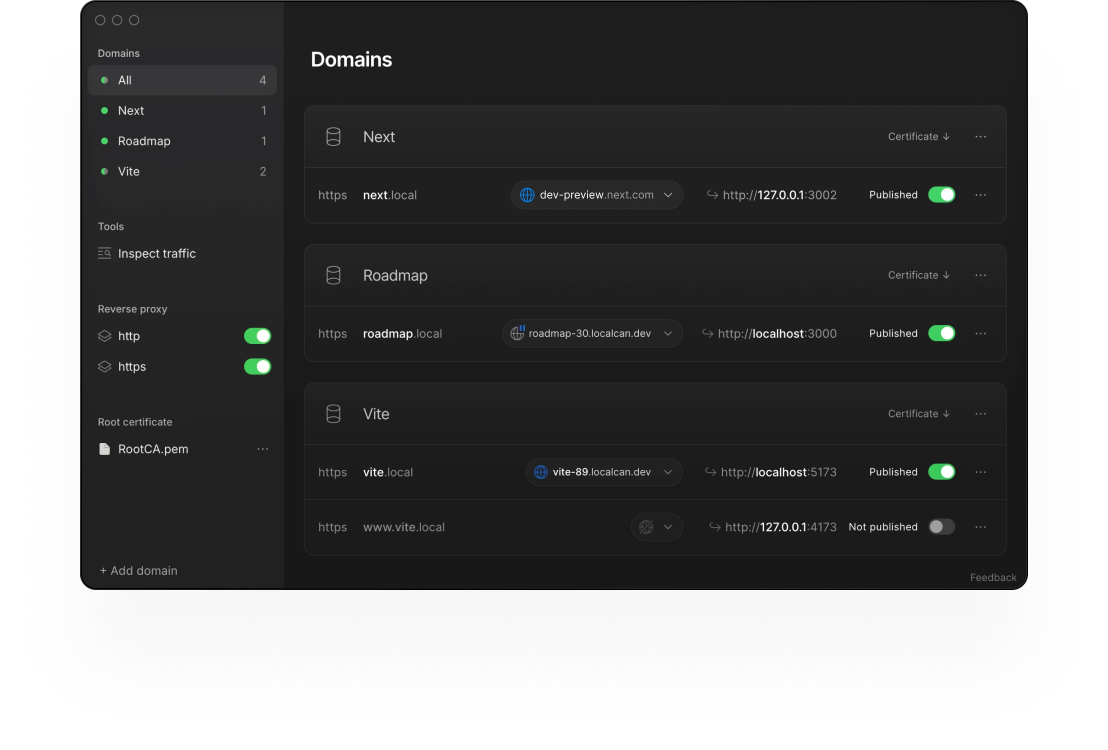 Domains
All 4
Next 1
Roadmap 1
Vite 2
Tools
Inspect traffic
Reverse proxy
http
https
Root certificate
RootCA.pem ···
+ Add domain
Domains
Next Certificate ↓ ···
https next.local dev-preview.next.com http://127.0.0.1:3002 Published ···
Roadmap Certificate ↓ ···
https roadmap.local roadmap-30.localcan.dev http://localhost:3000 Published ···
Vite Certificate ↓ ···
https vite.local vite-89.localcan.dev http://localhost:5173 Published ···
https www.vite.local http://127.0.0.1:4173 Not published ···
Feedback